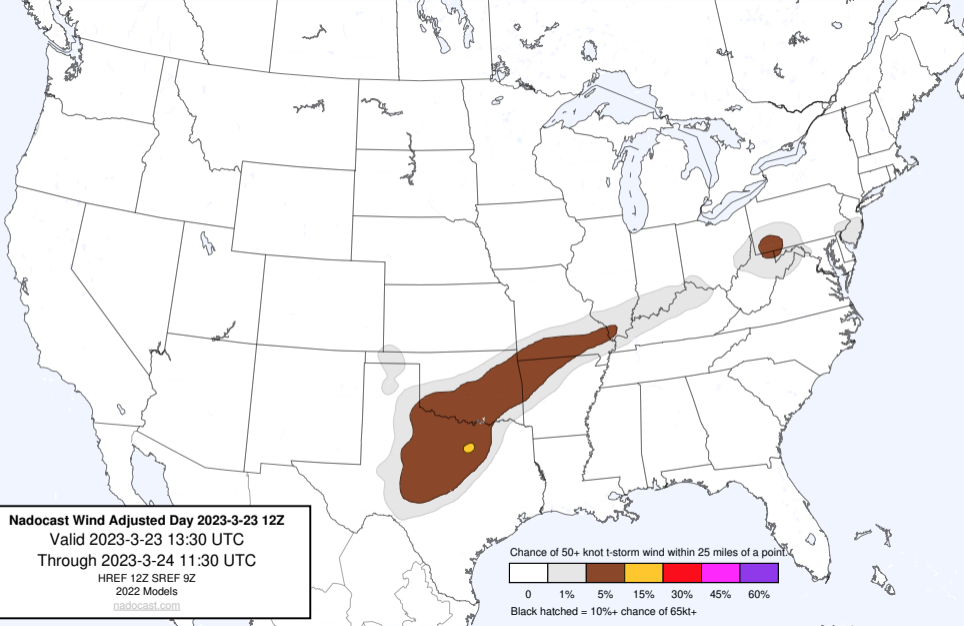 Nadocast Wind Adjusted Day 2023-3-23 12Z
Valid 2023-3-23 13:30 UTC
Through 2023-3-24 11:30 UTC
HREF 12Z SREF 9Z
2022 Models
nadocast.com
Chance of 50+ knot t-storm wind within 25 miles of a point.
0 1% 5% 15% 30% 45% 60%
Black hatched = 10%+ chance of 65kt+